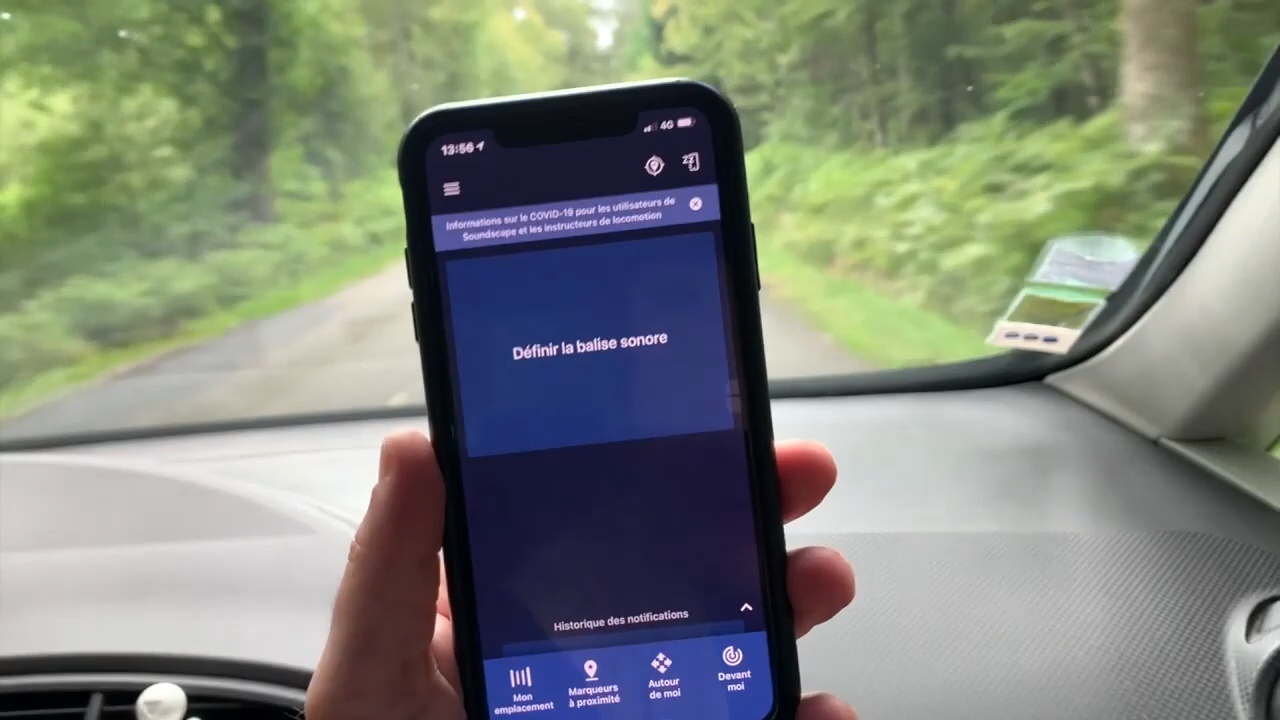 13:56
4G
Informations sur le COVID-19 pour les utilisateurs de
Soundscape et les instructeurs de locomotion
Définir la balise sonore
Historique des notifications
Mon
emplacement
Marqueurs
à proximité
Autour
de moi
Devant
moi